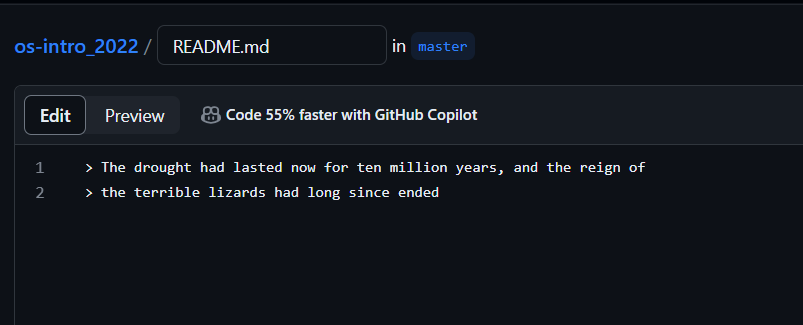 os-intro_2022 / README.md in master
Edit Preview Code 55% faster with GitHub Copilot
1 > The drought had lasted now for ten million years, and the reign of
2 > the terrible lizards had long since ended